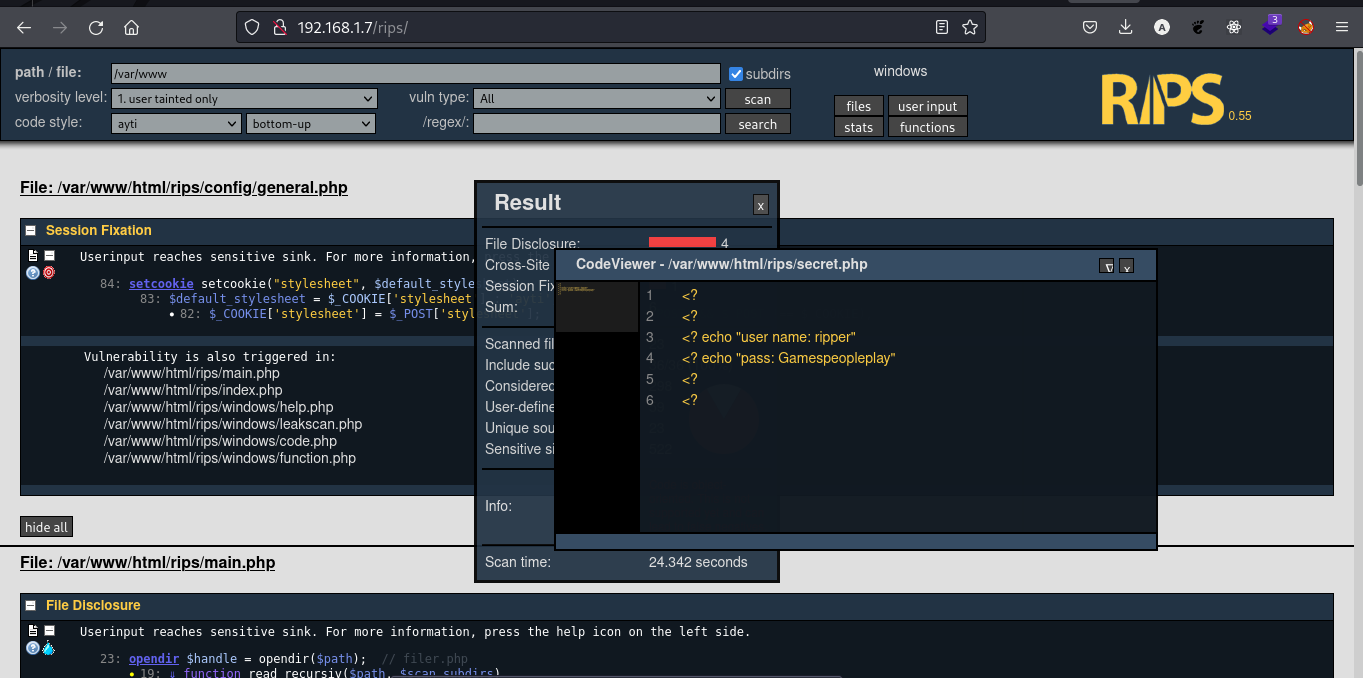 192.168.1.7/rips/
3
path / file:
/var/www
subdirs
windows
RIPS 0.55
verbosity level:
1. user tainted only
vuln type:
All
scan
files
user input
code style:
ayti
bottom-up
/regex/:
search
stats
functions
File: /var/www/html/rips/config/general.php
Session Fixation
Userinput reaches sensitive sink. For more information,
84: setcookie setcookie("stylesheet", $default_style
83: $default_stylesheet = $_COOKIE['stylesheet
82: $_COOKIE['stylesheet'] = $_POST['styl
Vulnerability is also triggered in:
/var/www/html/rips/main.php
/var/www/html/rips/index.php
/var/www/html/rips/windows/help.php
/var/www/html/rips/windows/leakscan.php
/var/www/html/rips/windows/code.php
/var/www/html/rips/windows/function.php
hide all
Result
x
File Disclosure:
4
Cross-Site
Session Fix
Sum:
Scanned fil
Include suc
Considered
User-define
Unique sou
Sensitive si
Info:
Scan time:
24.342 seconds
CodeViewer - /var/www/html/rips/secret.php
x
1 <?
2 <?
3 <? echo "user name: ripper"
4 <? echo "pass: Gamespeopleplay"
5 <?
6 <?
File: /var/www/html/rips/main.php
File Disclosure
Userinput reaches sensitive sink. For more information, press the help icon on the left side.
23: opendir $handle = opendir($path); // filer.php
19: ⇓ function read_recursiv($path, $scan_subdirs)